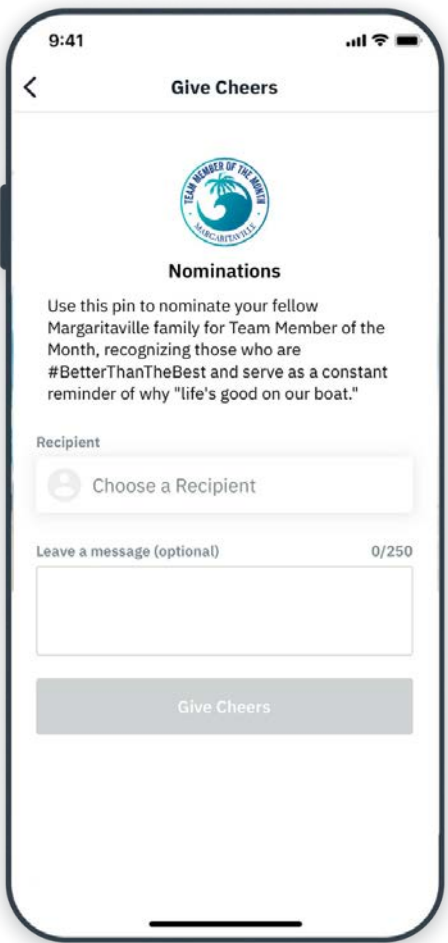 9:41
Give Cheers
TEAM MEMBER OF THE MONTH
MARGARITAVILLE
Nominations
Use this pin to nominate your fellow
Margaritaville family for Team Member of the
Month, recognizing those who are
#BetterThanTheBest and serve as a constant
reminder of why "life's good on our boat."
Recipient
Choose a Recipient
Leave a message (optional) 0/250
Give Cheers